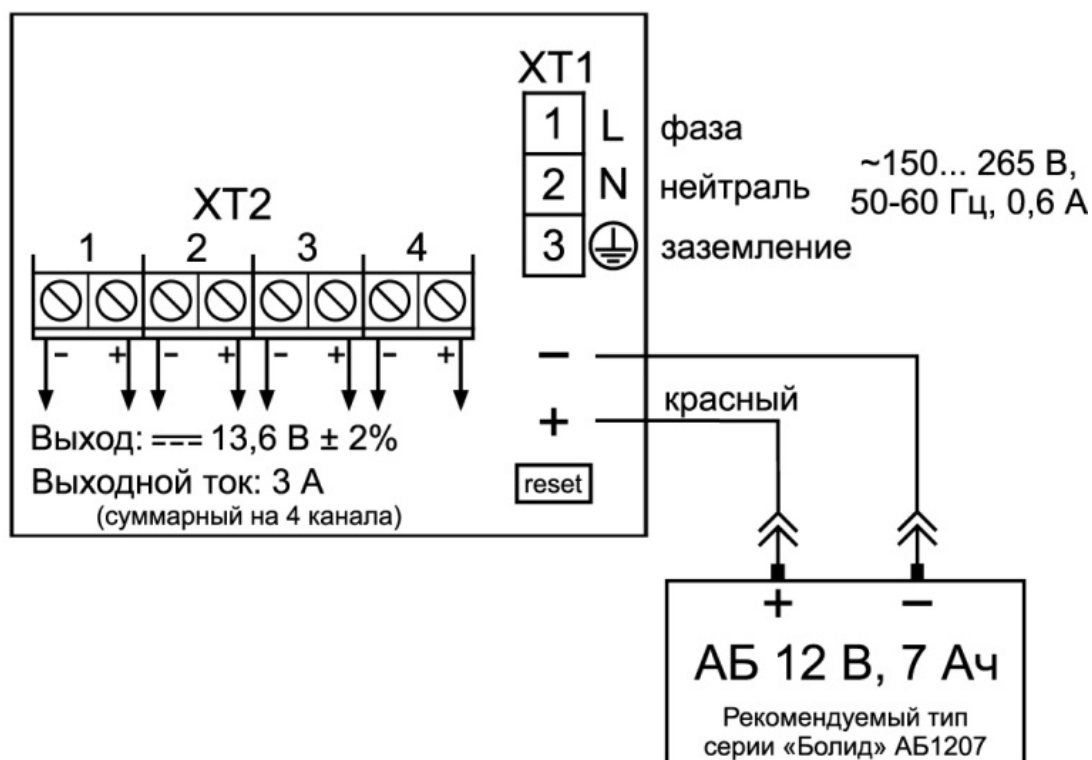 XT1
1 L фаза
2 N нейтраль
3 заземление
~150... 265 В,
50-60 Гц, 0,6 А
XT2
1 2 3 4
- + - + - + - +
Выход: 13,6 В ± 2%
Выходной ток: 3 А
(суммарный на 4 канала)
−
+
красный
reset
+ −
АБ 12 В, 7 Ач
Рекомендуемый тип
серии «Болид» АБ1207